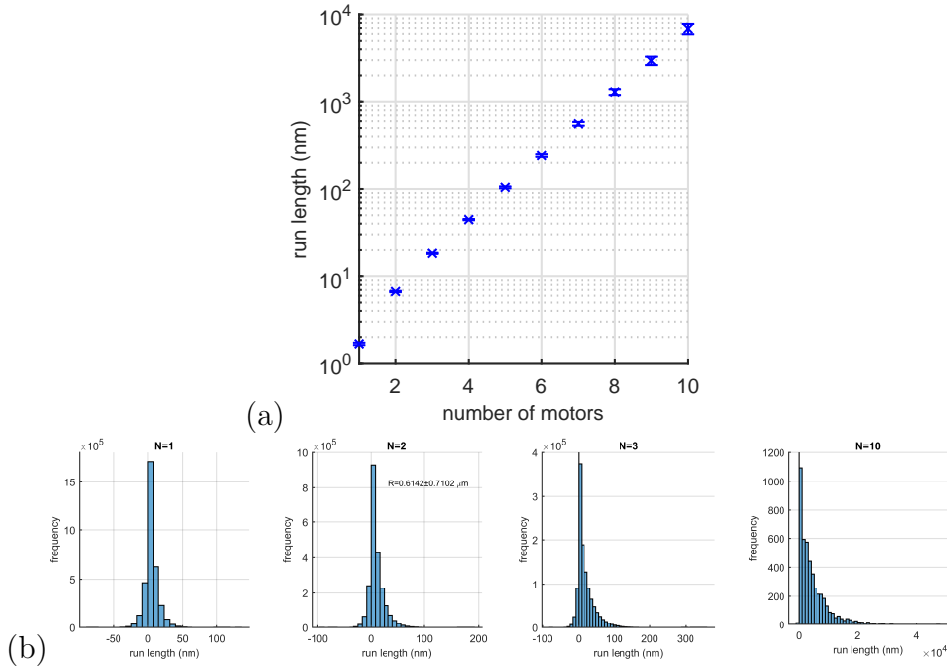 10^4
10^3
10^2
10^1
10^0
run length (nm)
2 4 6 8 10
number of motors
(a)
×10^5
N=1
15
10
5
0
frequency
-50 0 50 100
run length (nm)
×10^5
N=2
R=0.6142±0.7102 μm
10
8
6
4
2
0
frequency
-100 0 100 200
run length (nm)
×10^5
N=3
4
3
2
1
0
frequency
-100 0 100 200 300
run length (nm)
N=10
1200
1000
800
600
400
200
0
frequency
0 2 4
run length (nm)
×10^4
(b)